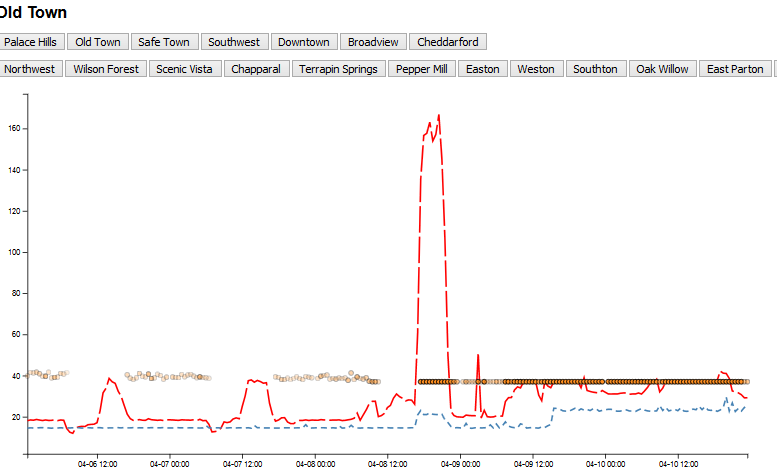 Old Town
Palace Hills Old Town Safe Town Southwest Downtown Broadview Cheddarford
Northwest Wilson Forest Scenic Vista Chapparal Terrapin Springs Pepper Mill Easton Weston Southton Oak Willow East Parton
160
140
120
100
80
60
40
20
04-06 12:00 04-07 00:00 04-07 12:00 04-08 00:00 04-08 12:00 04-09 00:00 04-09 12:00 04-10 00:00 04-10 12:00